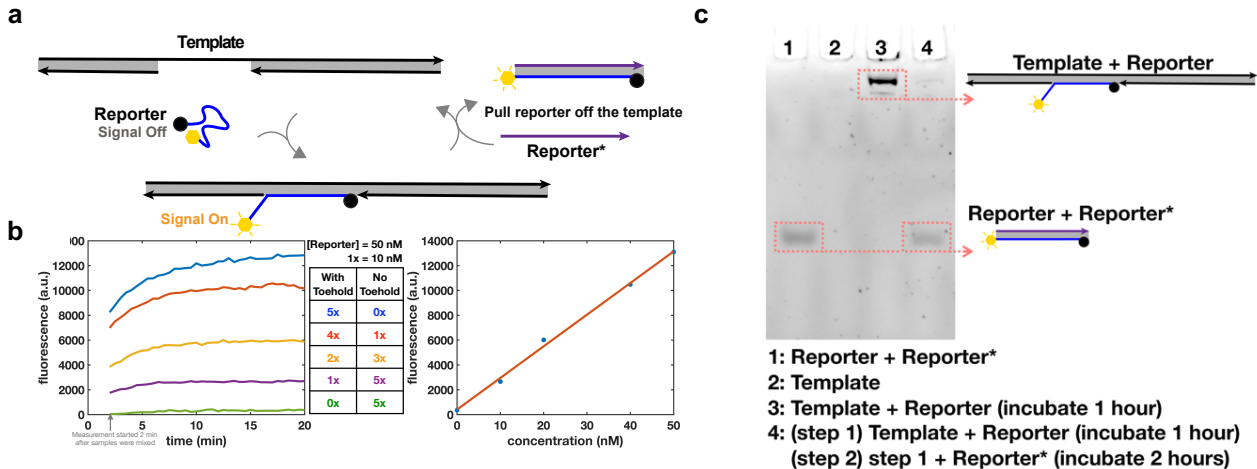 a
Template
Reporter
Signal Off
Pull reporter off the template
Reporter*
Signal On
b
fluorescence (a.u.)
12000
10000
8000
6000
4000
2000
0
0
5
10
15
20
time (min)
Measurement started 2 min
after samples were mixed
[Reporter] = 50 nM
1x = 10 nM
With Toehold No Toehold
5x 0x
4x 1x
2x 3x
1x 5x
0x 5x
fluorescence (a.u.)
14000
12000
10000
8000
6000
4000
2000
0
0
10
20
30
40
50
concentration (nM)
c
1 2 3 4
Template + Reporter
Reporter + Reporter*
1: Reporter + Reporter*
2: Template
3: Template + Reporter (incubate 1 hour)
4: (step 1) Template + Reporter (incubate 1 hour)
(step 2) step 1 + Reporter* (incubate 2 hours)